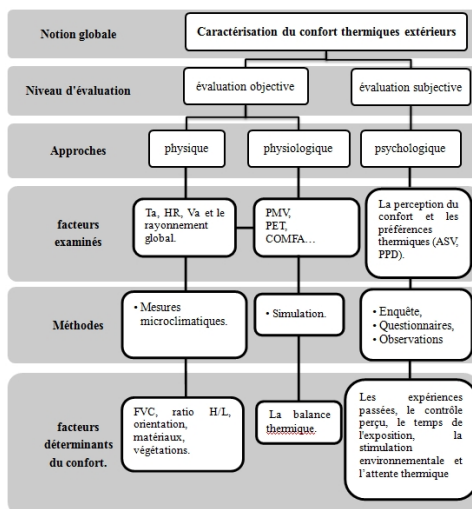 Notion globale
Caractérisation du confort thermiques extérieurs
Niveau d'évaluation
évaluation objective
évaluation subjective
Approches
physique
physiologique
psychologique
facteurs
examinés
Ta, HR, Va et le
rayonnement
global.
PMV,
PET,
COMFA...
La perception du
confort et les
préférences
thermiques (ASV,
PPD).
Méthodes
• Mesures
microclimatiques.
• Simulation.
• Enquête,
• Questionnaires,
• Observations
facteurs
déterminants
du confort.
FVC, ratio H/L,
orientation,
matériaux,
végétations.
La balance
thermique.
Les expériences
passées, le contrôle
perçu, le temps de
l'exposition, la
stimulation
environnementale et
l'attente thermique